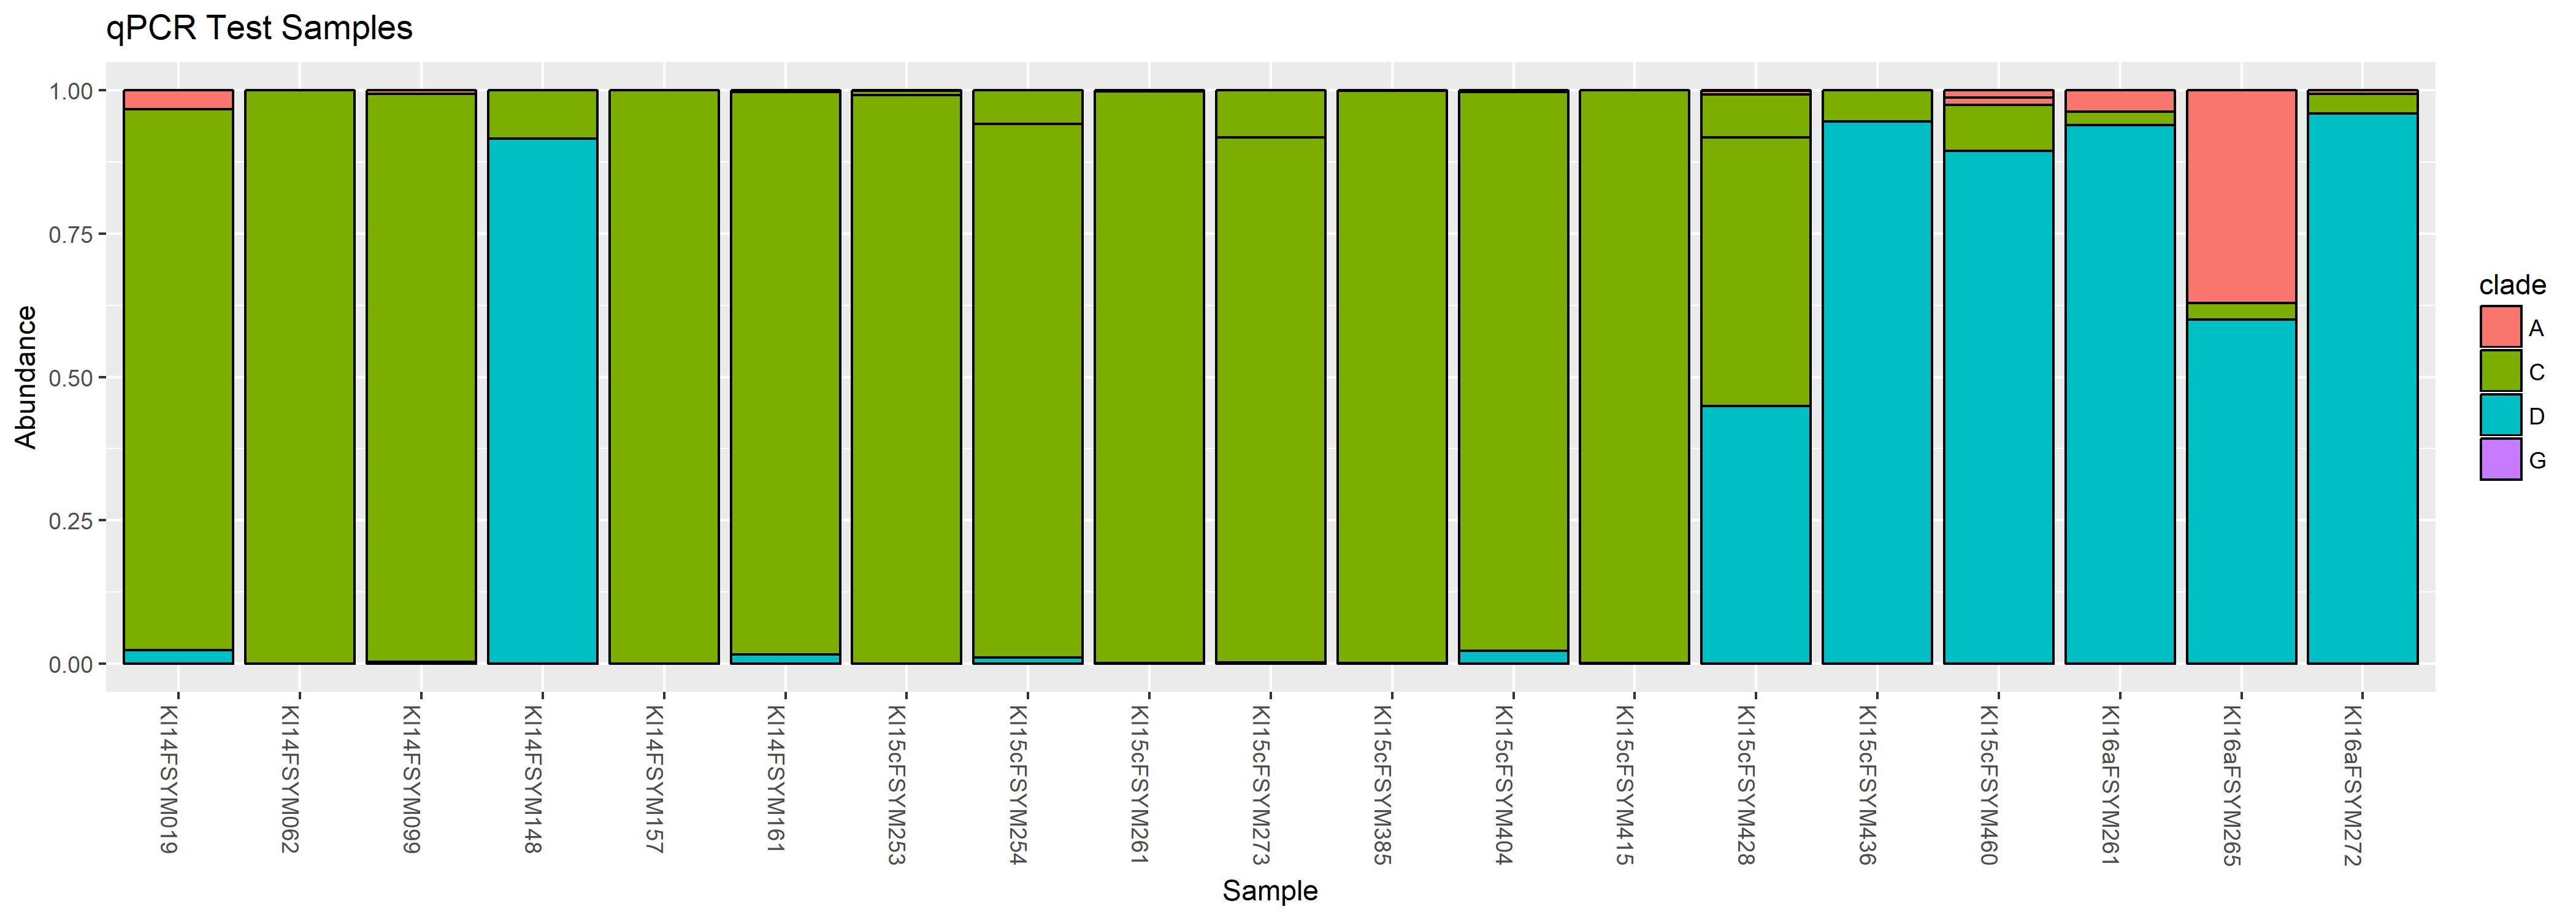 qPCR Test Samples
Abundance
1.00
0.75
0.50
0.25
0.00
KI14FSYM019
KI14FSYM062
KI14FSYM099
KI14FSYM148
KI14FSYM157
KI14FSYM161
KI15cFSYM253
KI15cFSYM254
KI15cFSYM261
KI15cFSYM273
KI15cFSYM385
KI15cFSYM404
KI15cFSYM415
KI15cFSYM428
KI15cFSYM436
KI15cFSYM460
KI16aFSYM261
KI16aFSYM265
KI16aFSYM272
Sample
clade
A
C
D
G